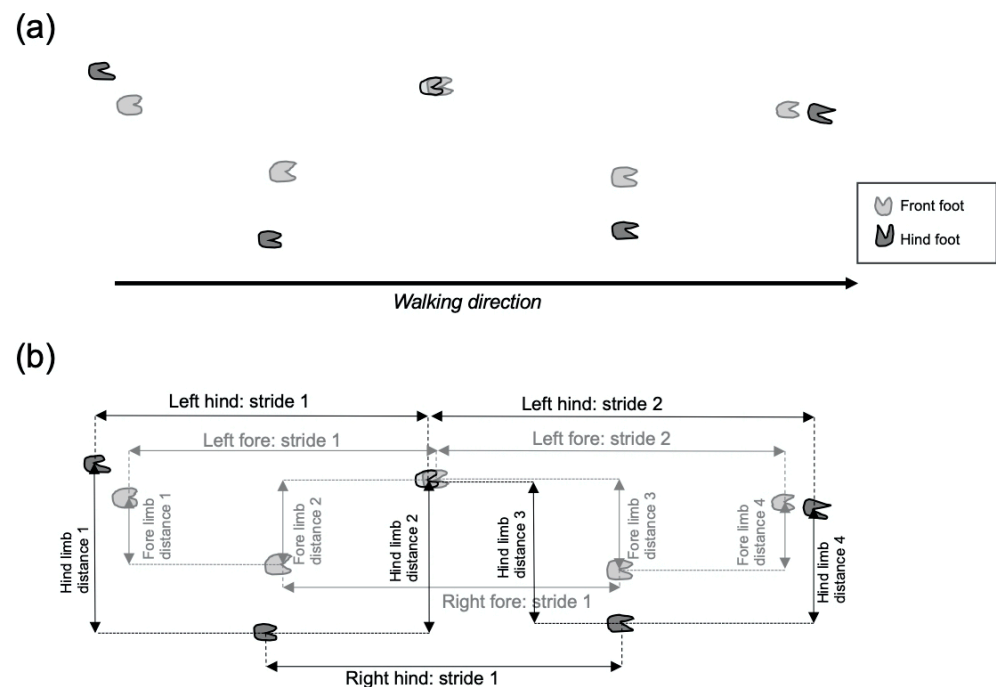 (a)
Front foot
Hind foot
Walking direction
(b)
Left hind: stride 1
Left hind: stride 2
Left fore: stride 1
Left fore: stride 2
Hind limb
distance 1
Fore limb
distance 1
Fore limb
distance 2
Hind limb
distance 2
Hind limb
distance 3
Fore limb
distance 3
Fore limb
distance 4
Hind limb
distance 4
Right fore: stride 1
Right hind: stride 1